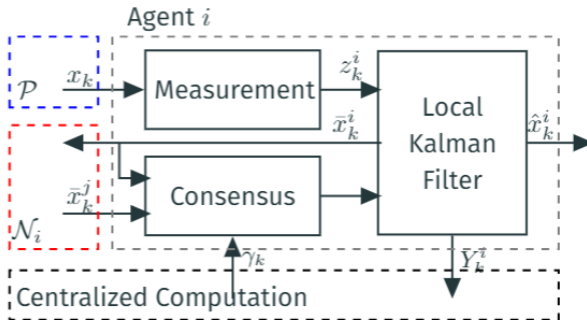 Agent i
𝒫 x_k
Measurement
z_k^i
x̄_k^i
Local
Kalman
Filter
x̂_k^i
x̄_k^j
Consensus
𝒩_i
γ_k
Y_k^i
Centralized Computation